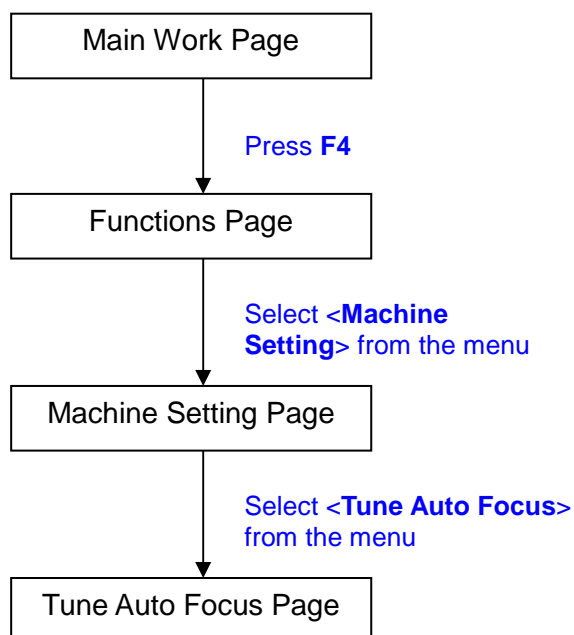 Main Work Page
Press F4
Functions Page
Select <Machine
Setting> from the menu
Machine Setting Page
Select <Tune Auto Focus>
from the menu
Tune Auto Focus Page